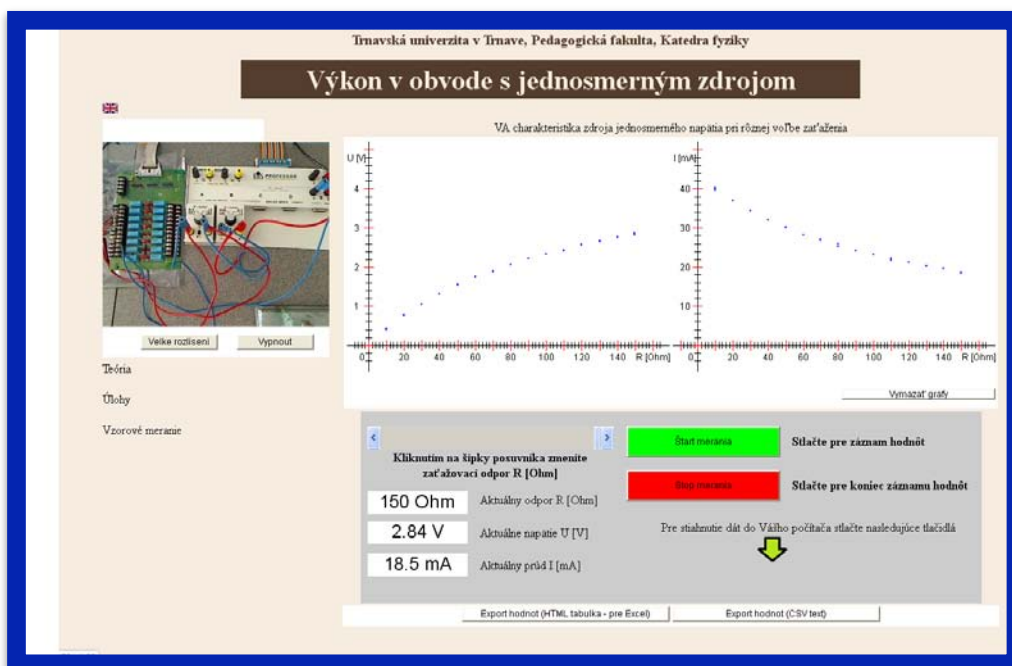 Trnavská univerzita v Trnave, Pedagogická fakulta, Katedra fyziky
Výkon v obvode s jednosmerným zdrojom
VA charakteristika zdroja jednosmerného napätia pri rôznej voľbe zaťaženia
U [V]
4
3
2
1
0
20 40 60 80 100 120 140 R [Ohm]
I [mA]
40
30
20
10
0
20 40 60 80 100 120 140 R [Ohm]
Velke rozliseni
Vypnout
Teória
Úlohy
Vzorové meranie
Vymazať grafy
Kliknutím na šípky posuvníka zmeníte
zaťažovací odpor R [Ohm]
150 Ohm Aktuálny odpor R [Ohm]
2.84 V Aktuálne napätie U [V]
18.5 mA Aktuálny prúd I [mA]
Štart merania Stlačte pre záznam hodnôt
Stop merania Stlačte pre koniec záznamu hodnôt
Pre stiahnutie dát do Vášho počítača stlačte nasledujúce tlačidlá
Export hodnot (HTML tabulka - pre Excel)
Export hodnot (CSV text)